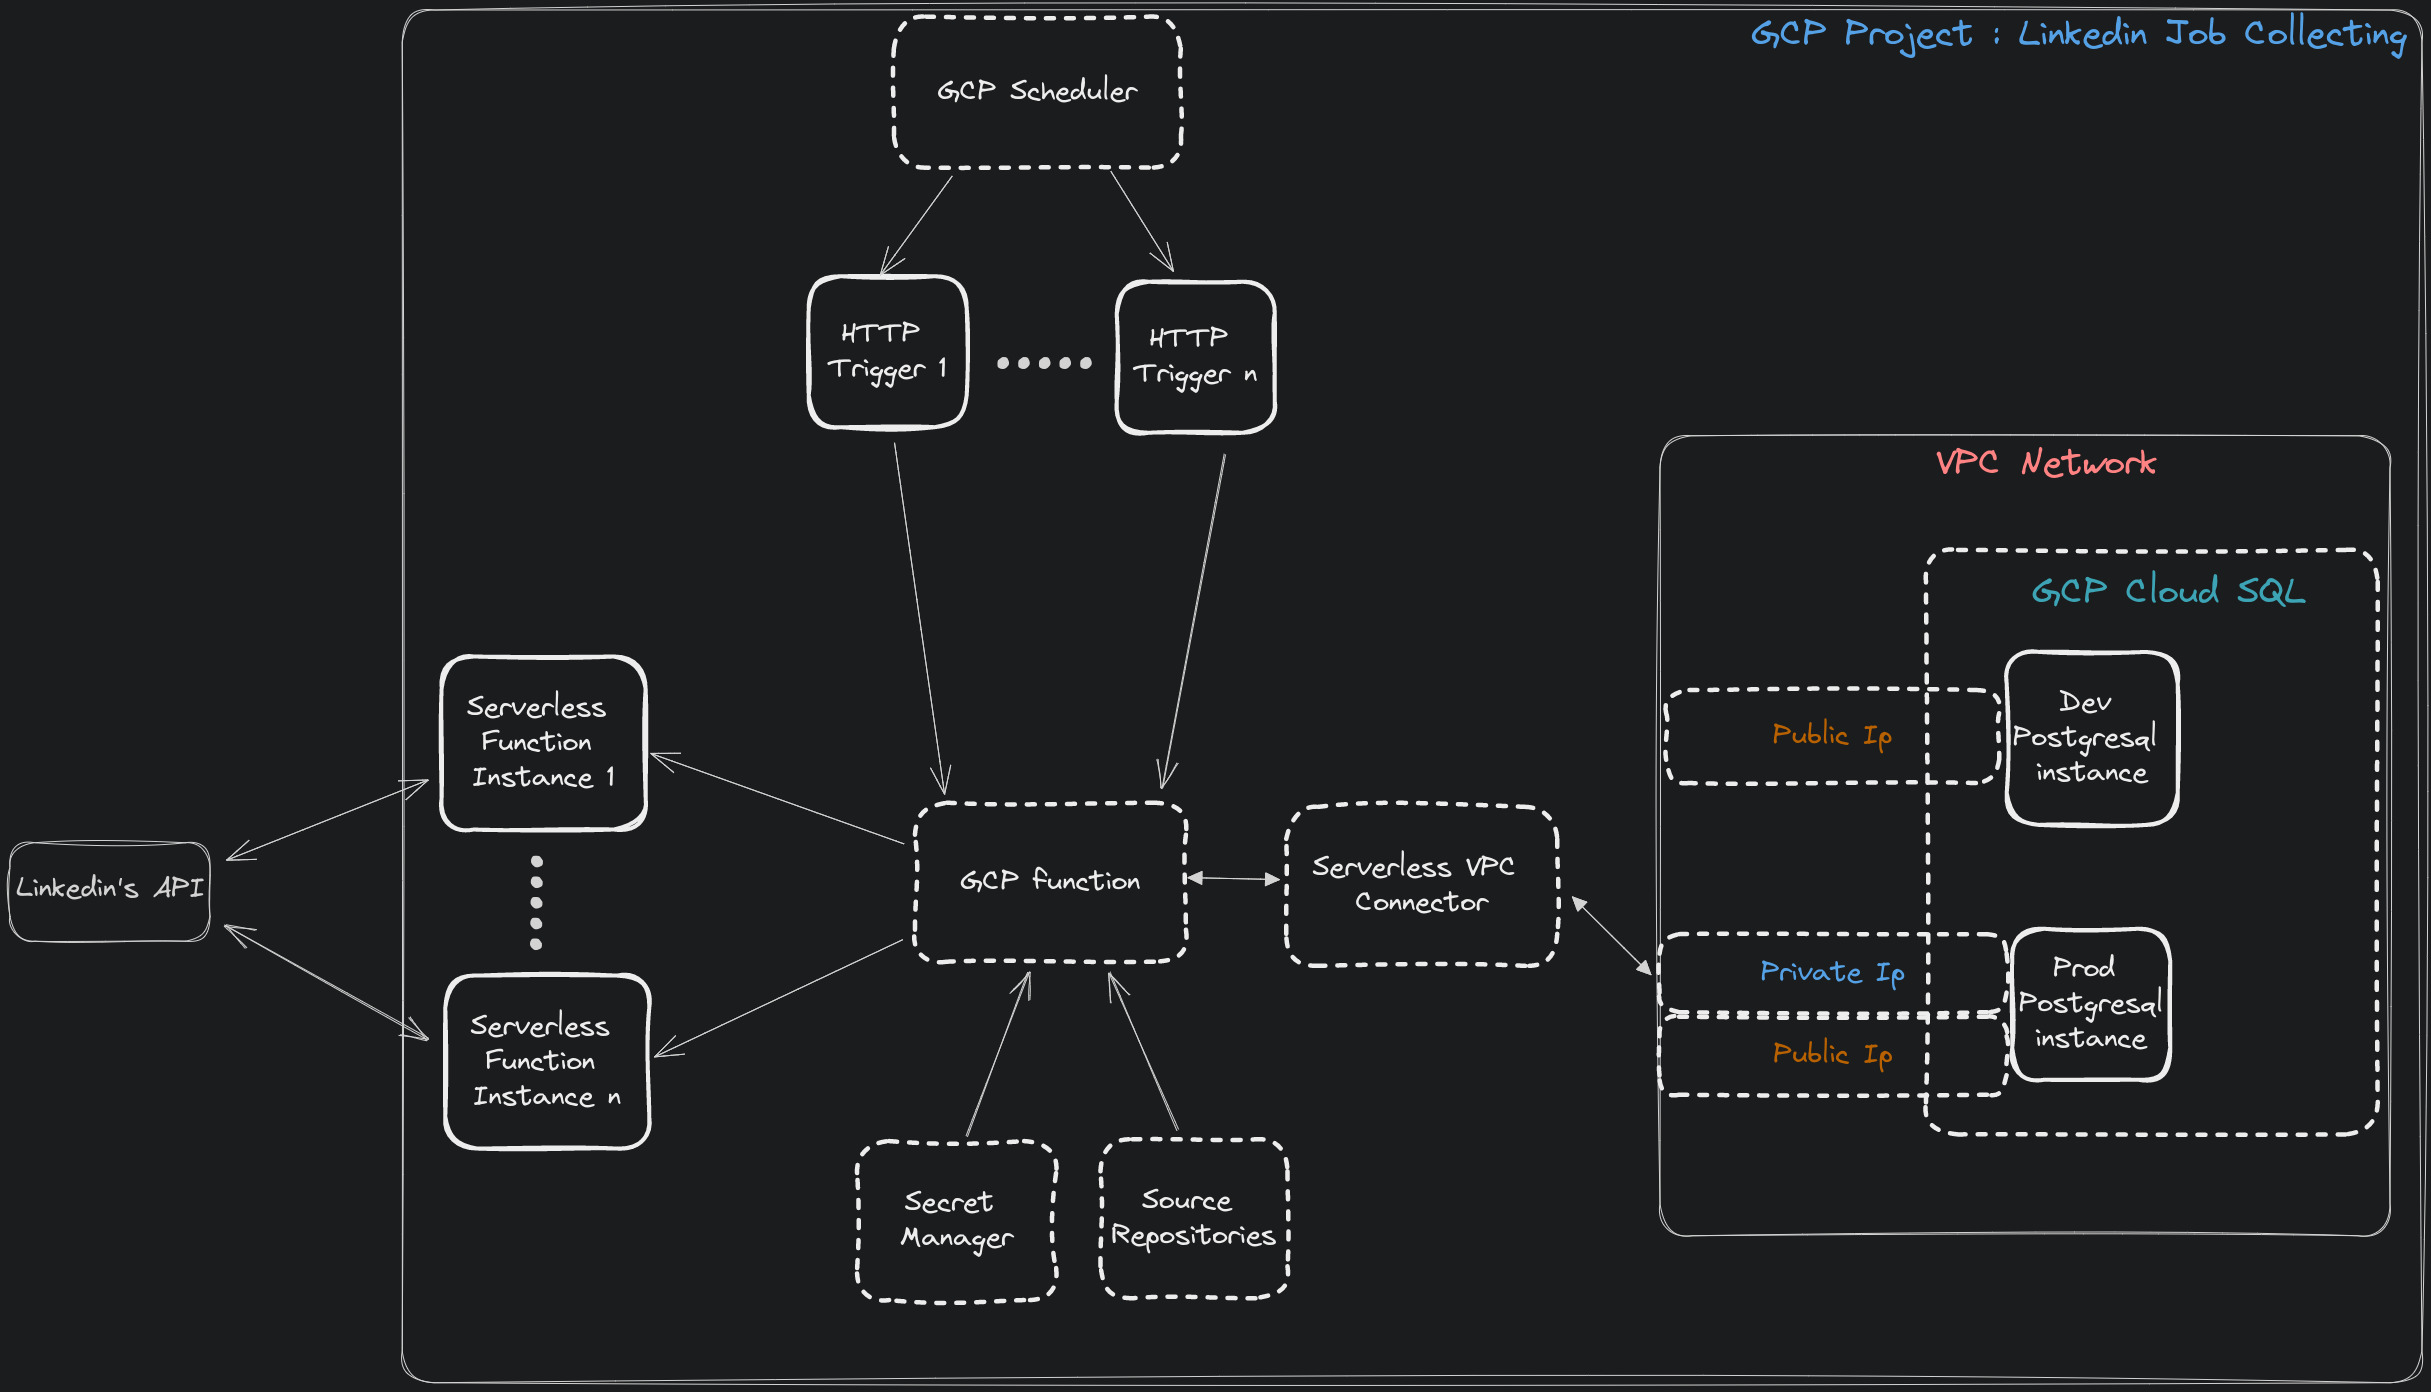 GCP Project : Linkedin Job Collecting
GCP Scheduler
HTTP
Trigger 1
HTTP
Trigger n
VPC Network
GCP Cloud SQL
Serverless
Function
Instance 1
Public Ip
Dev
Postgresql
instance
Linkedin's API
GCP function
Serverless VPC
Connector
Private Ip
Public Ip
Prod
Postgresql
instance
Serverless
Function
Instance n
Secret
Manager
Source
Repositories